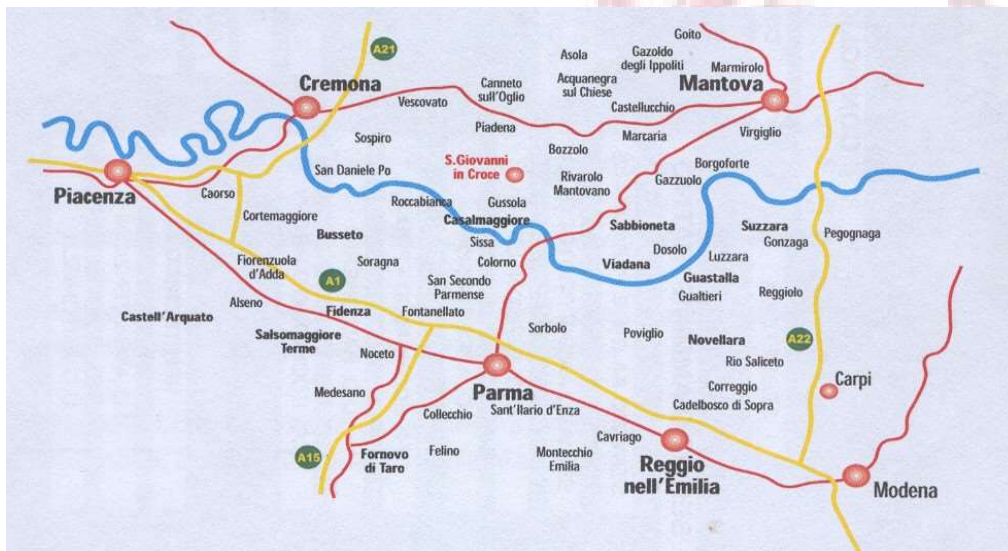 Goito
A21
Asola
Gazoldo
degli Ippoliti
Marmirolo
Cremona
Canneto
sull'Oglio
Acquanegra
sul Chiese
Mantova
Vescovato
Castellucchio
Piadena
Marcaria
Virgiglio
Sospiro
Bozzolo
S.Giovanni
in Croce
Borgoforte
San Daniele Po
Rivarolo
Mantovano
Gazzuolo
Piacenza
Caorso
Roccabianca
Gussola
Cortemaggiore
Casalmaggiore
Sabbioneta
Suzzara
Busseto
Pegognaga
Sissa
Dosolo
Gonzaga
Luzzara
Fiorenzuola
d'Adda
Soragna
Colorno
Viadana
A1
San Secondo
Parmense
Guastalla
Gualtieri
Reggiolo
Alseno
Castell'Arquato
Fidenza
Fontanellato
Salsomaggiore
Terme
Sorbolo
Poviglio
Novellara
A22
Noceto
Rio Saliceto
Medesano
Parma
Correggio
Carpi
Collecchio
Sant'Ilario d'Enza
Cadelbosco di Sopra
Cavriago
A15
Fornovo
di Taro
Felino
Montecchio
Emilia
Reggio
nell'Emilia
Modena